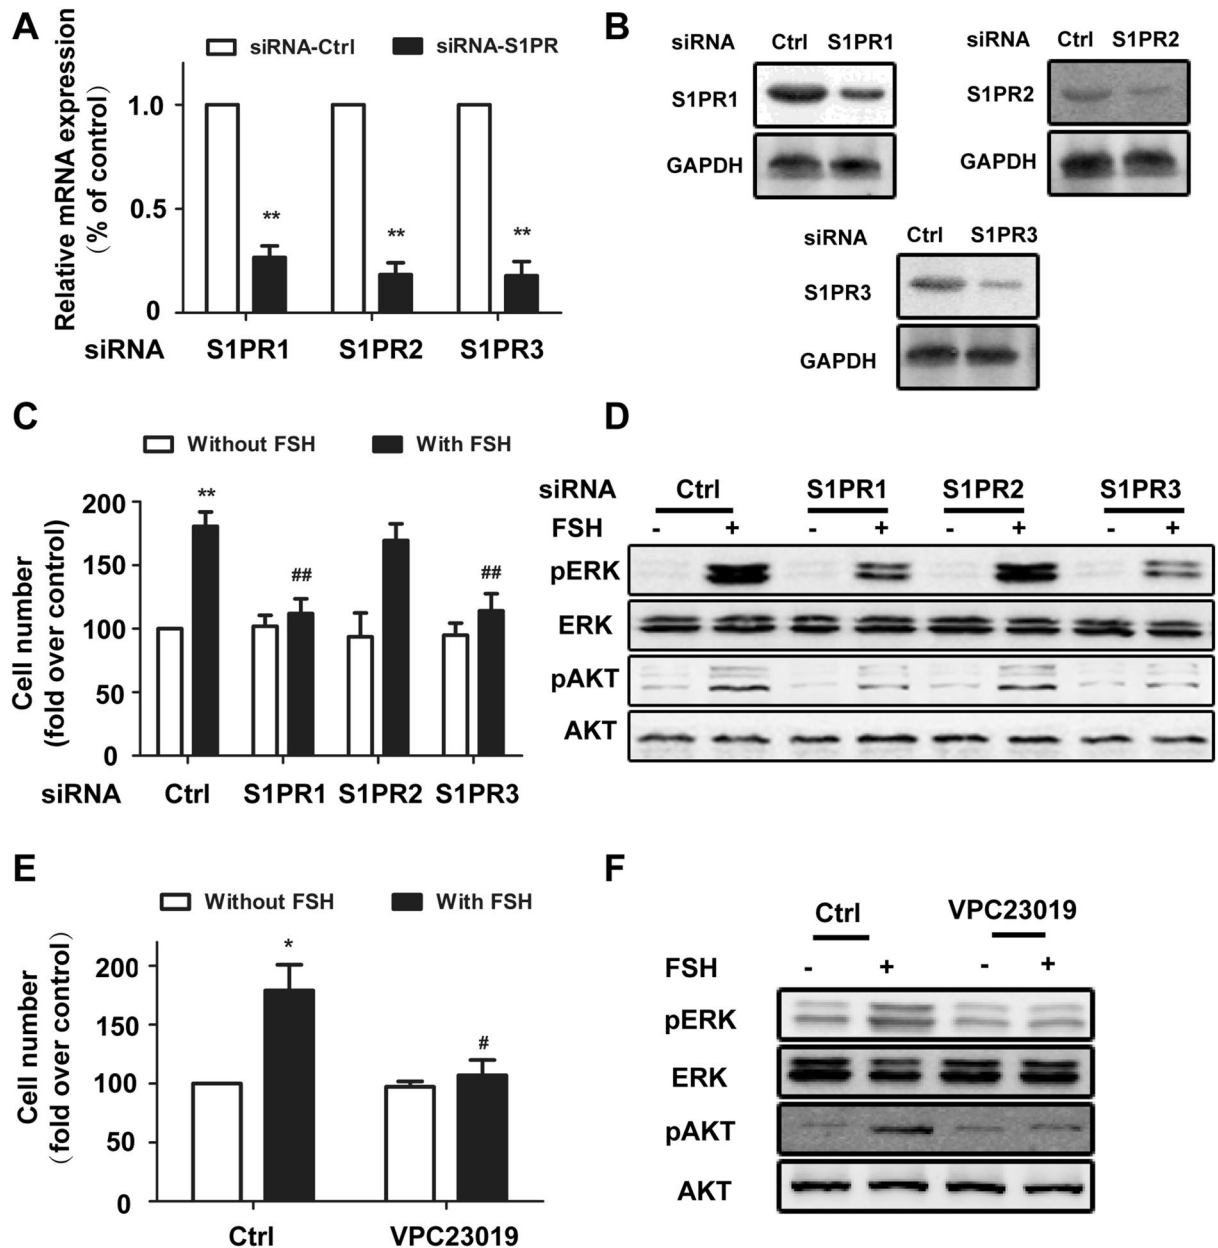 A
siRNA-Ctrl siRNA-S1PR
Relative mRNA expression
(% of control)
1.0
0.5
0
** ** **
siRNA S1PR1 S1PR2 S1PR3
B
siRNA Ctrl S1PR1
S1PR1
GAPDH
siRNA Ctrl S1PR2
S1PR2
GAPDH
siRNA Ctrl S1PR3
S1PR3
GAPDH
C
Without FSH With FSH
Cell number
(fold over control)
200
150
100
50
0
** ## ##
siRNA Ctrl S1PR1 S1PR2 S1PR3
D
siRNA Ctrl S1PR1 S1PR2 S1PR3
FSH - + - + - + - +
pERK
ERK
pAKT
AKT
E
Without FSH With FSH
Cell number
(fold over control)
200
150
100
50
0
* #
Ctrl VPC23019
F
Ctrl VPC23019
FSH - + - +
pERK
ERK
pAKT
AKT